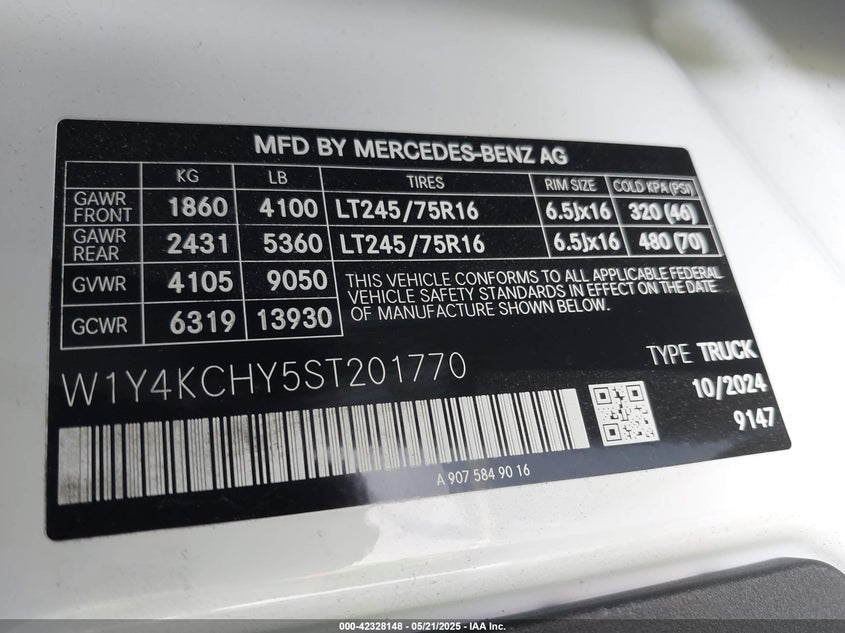 MFD BY MERCEDES-BENZ AG
KG LB TIRES RIM SIZE COLD KPA (PSI)
GAWR FRONT 1860 4100 LT245/75R16 6.5Jx16 320 (46)
GAWR REAR 2431 5360 LT245/75R16 6.5Jx16 480 (70)
GVWR 4105 9050
GCWR 6319 13930
THIS VEHICLE CONFORMS TO ALL APPLICABLE FEDERAL
VEHICLE SAFETY STANDARDS IN EFFECT ON THE DATE
OF MANUFACTURE SHOWN BELOW.
TYPE TRUCK
W1Y4KCHY5ST201770
10/2024
9147
A 907 584 90 16
000-42328148 - 05/21/2025 - IAA Inc.